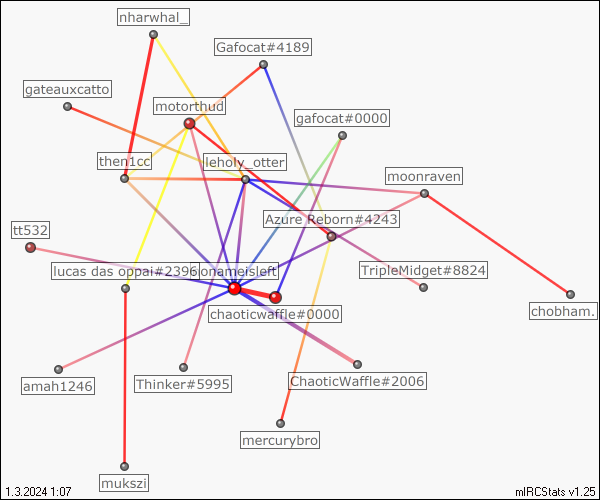 nharwhal_
Gafocat#4189
gateauxcatto
motorthud
gafocat#0000
then1cc
leholy_otter
moonraven
Azure Reborn#4243
tt532
lucas das oppai#2396
onameisleft
TripleMidget#8824
chaoticwaffle#0000
chobham.
amah1246
Thinker#5995
ChaoticWaffle#2006
mercurybro
mukszi
1.3.2024 1:07
mIRCStats v1.25